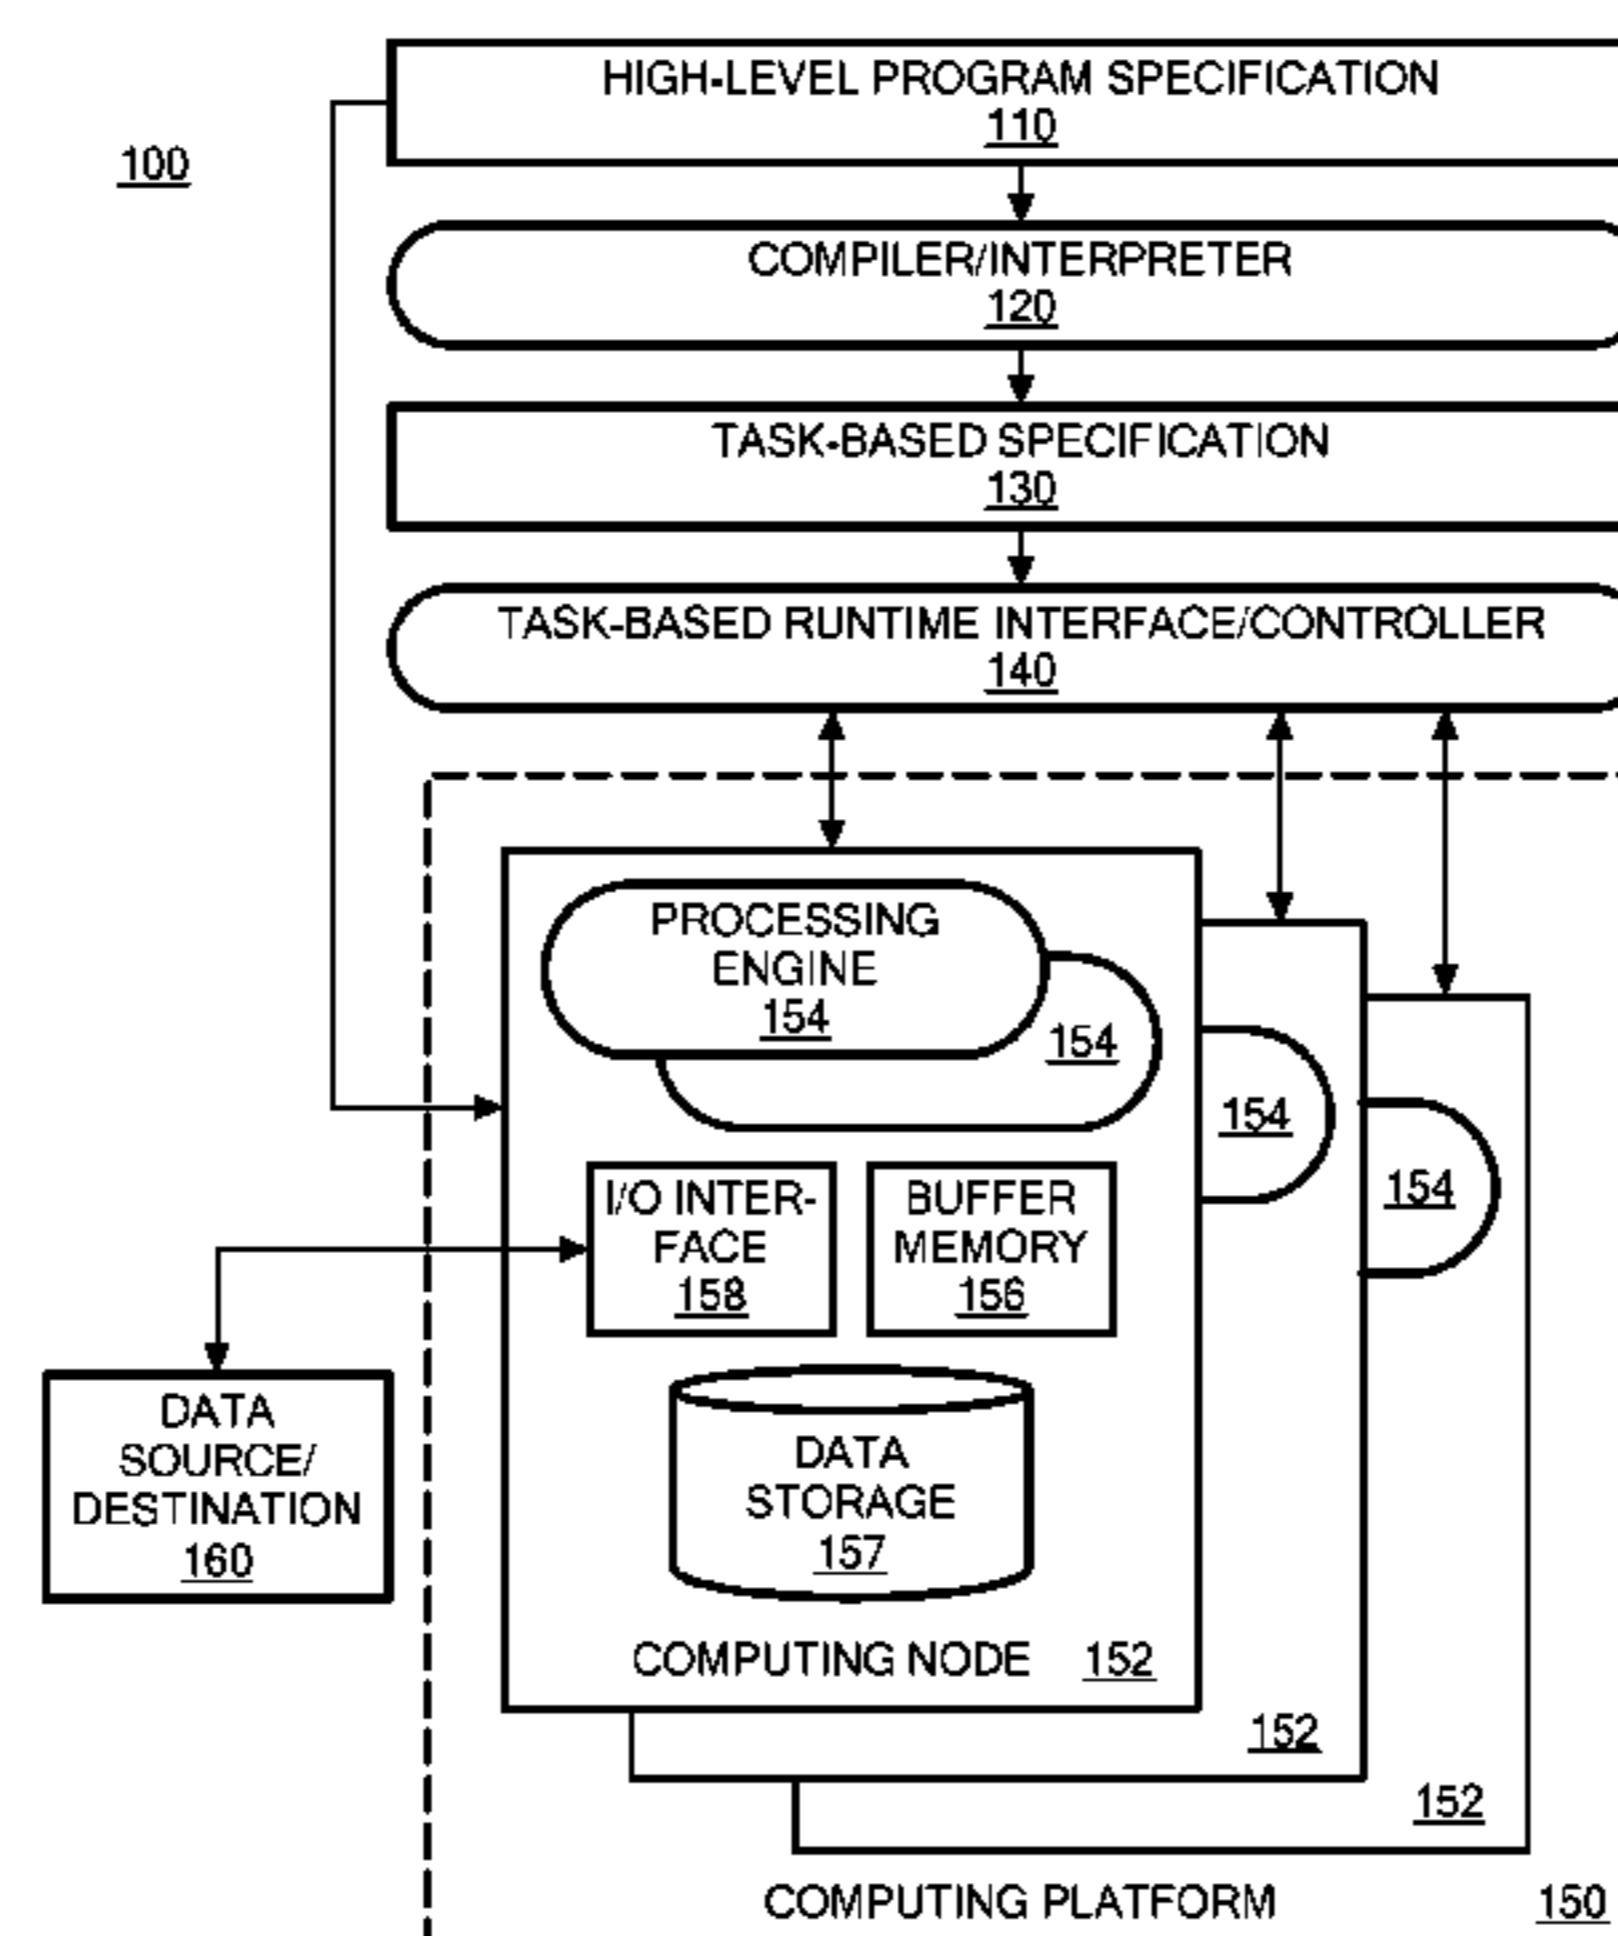 HIGH-LEVEL PROGRAM SPECIFICATION
110
100
COMPILER/INTERPRETER
120
TASK-BASED SPECIFICATION
130
TASK-BASED RUNTIME INTERFACE/CONTROLLER
140
PROCESSING
ENGINE
154
154
154
154
I/O INTER-
FACE
158
BUFFER
MEMORY
156
DATA
SOURCE/
DESTINATION
160
DATA
STORAGE
157
COMPUTING NODE 152
152
152
COMPUTING PLATFORM 150